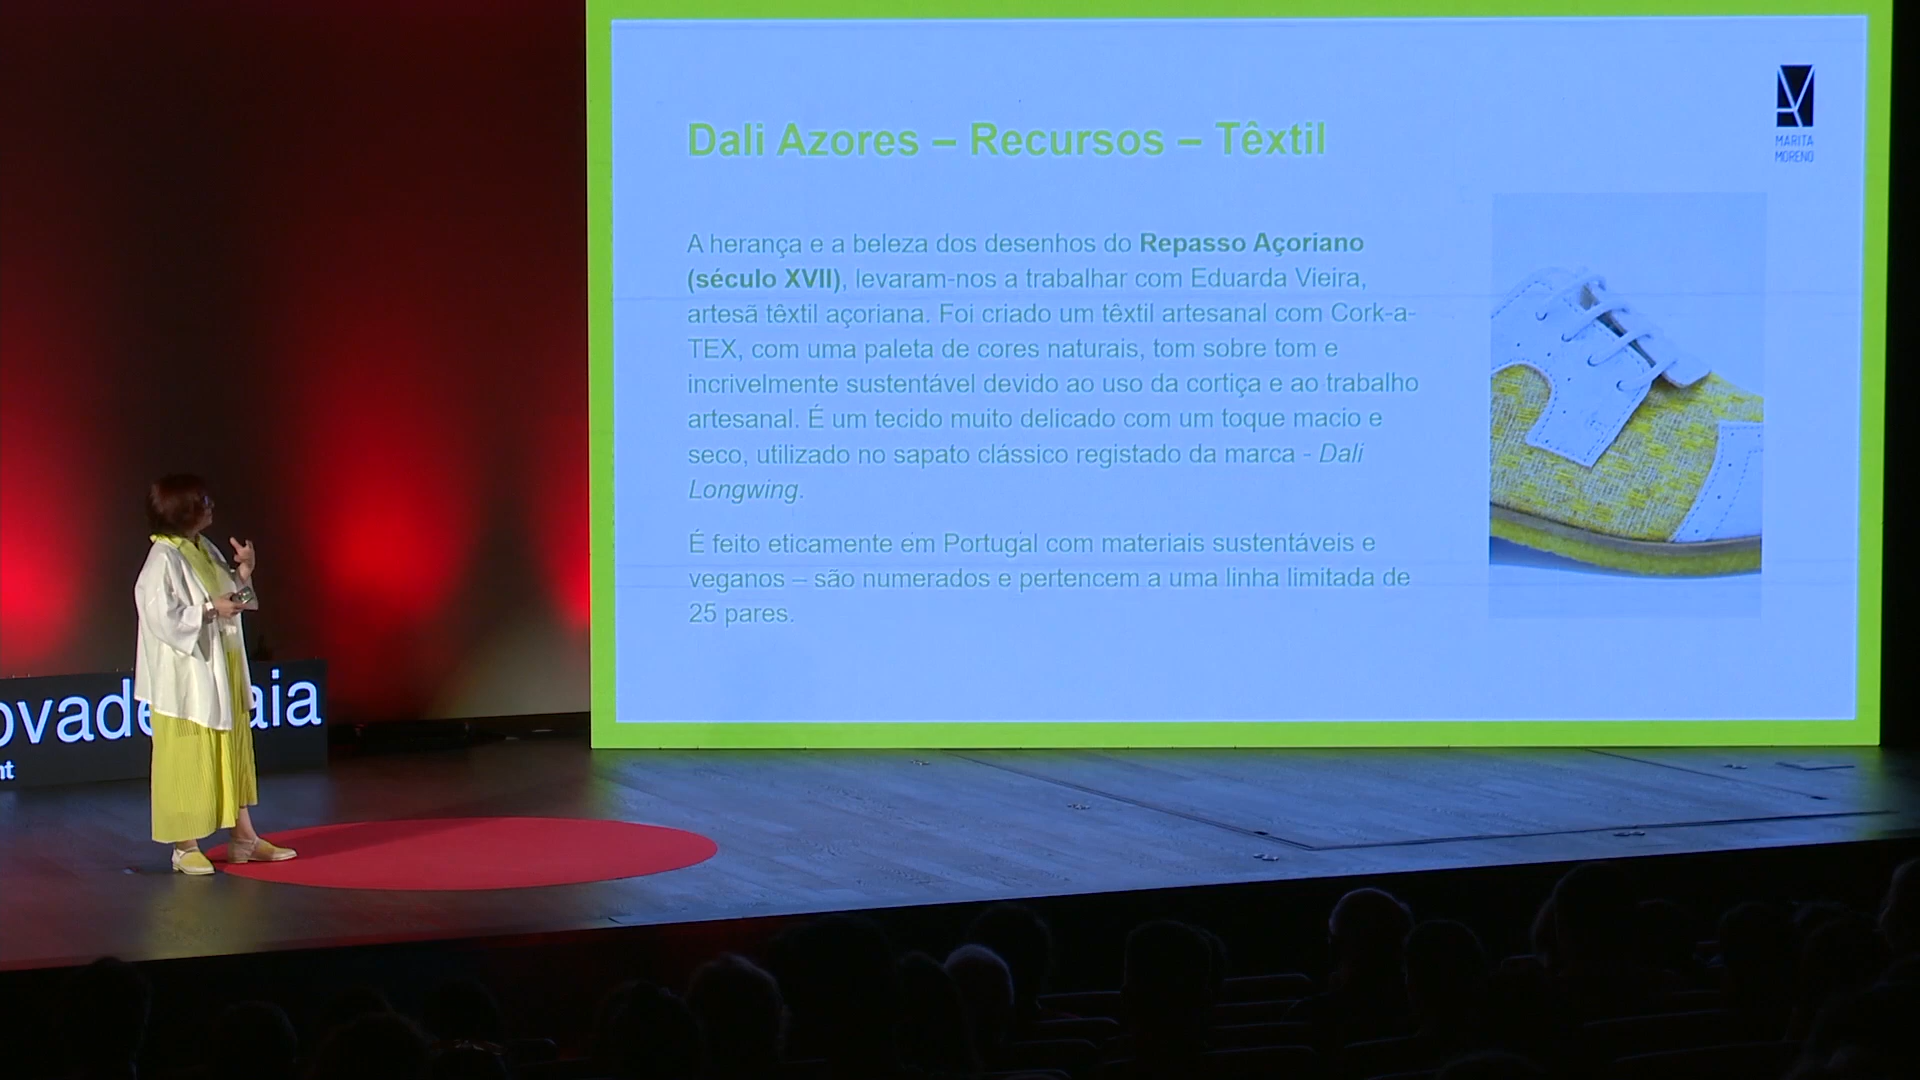 Dali Azores – Recursos – Têxtil
MARITA
MORENO
A herança e a beleza dos desenhos do Repasso Açoriano
(século XVII), levaram-nos a trabalhar com Eduarda Vieira,
artesã têxtil açoriana. Foi criado um têxtil artesanal com Cork-a-
TEX, com uma paleta de cores naturais, tom sobre tom e
incrivelmente sustentável devido ao uso da cortiça e ao trabalho
artesanal. É um tecido muito delicado com um toque macio e
seco, utilizado no sapato clássico registado da marca - Dali
Longwing.
É feito eticamente em Portugal com materiais sustentáveis e
veganos – são numerados e pertencem a uma linha limitada de
25 pares.
ovade aia
nt